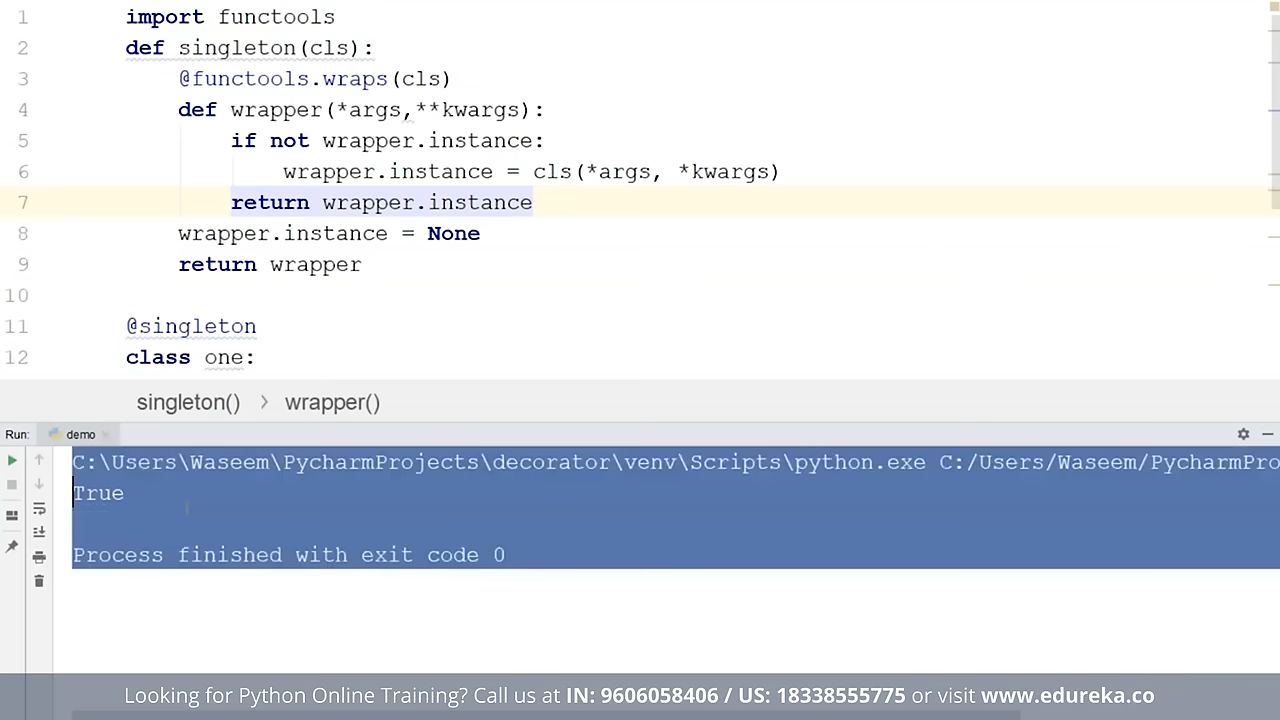 1 import functools
2 def singleton(cls):
3 @functools.wraps(cls)
4 def wrapper(*args,**kwargs):
5 if not wrapper.instance:
6 wrapper.instance = cls(*args, *kwargs)
7 return wrapper.instance
8 wrapper.instance = None
9 return wrapper
10
11 @singleton
12 class one:
singleton() > wrapper()
Run: demo
C:\Users\Waseem\PycharmProjects\decorator\venv\Scripts\python.exe C:/Users/Waseem/PycharmPro
True
Process finished with exit code 0
Looking for Python Online Training? Call us at IN: 9606058406 / US: 18338555775 or visit www.edureka.co